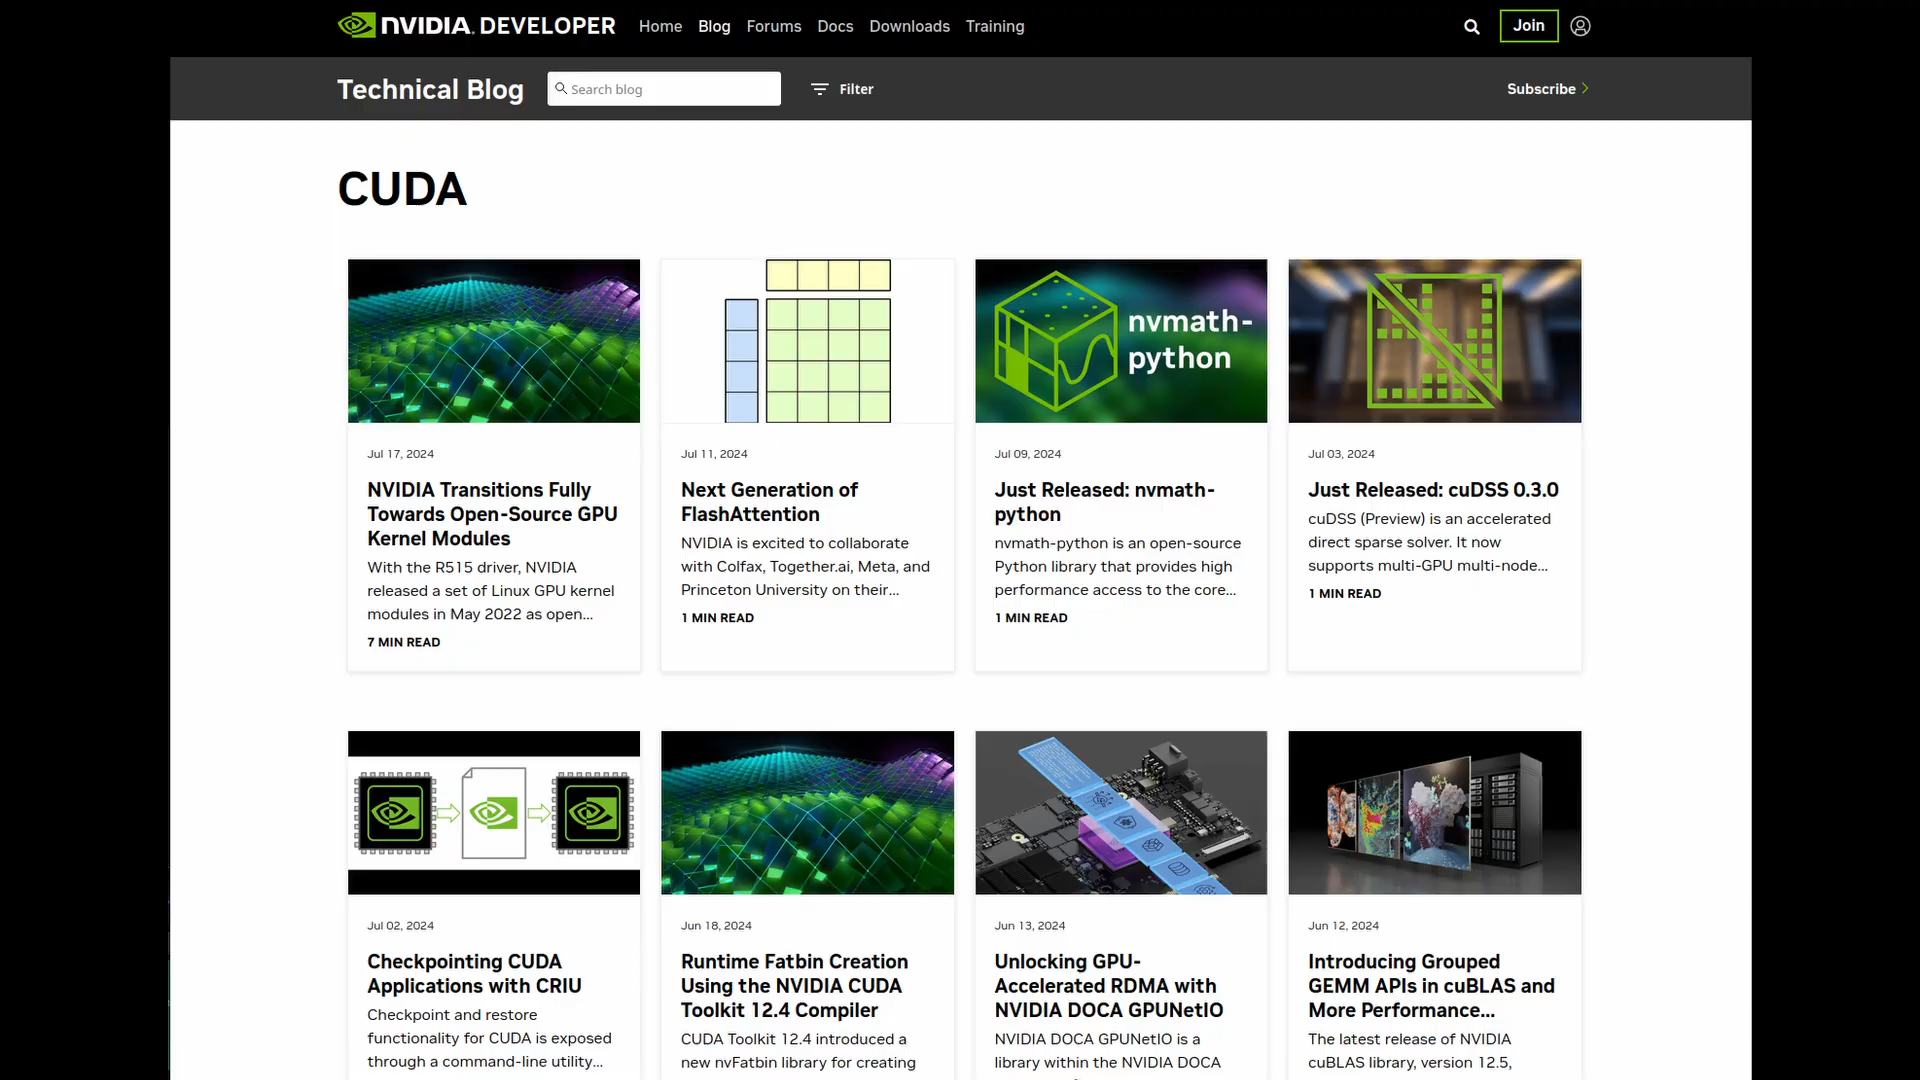 NVIDIA. DEVELOPER
Home
Blog
Forums
Docs
Downloads
Training
Join
Technical Blog
Search blog
Filter
Subscribe
CUDA
nvmath-
python
Jul 17, 2024
NVIDIA Transitions Fully
Towards Open-Source GPU
Kernel Modules
With the R515 driver, NVIDIA
released a set of Linux GPU kernel
modules in May 2022 as open...
7 MIN READ
Jul 11, 2024
Next Generation of
FlashAttention
NVIDIA is excited to collaborate
with Colfax, Together.ai, Meta, and
Princeton University on their...
1 MIN READ
Jul 09, 2024
Just Released: nvmath-
python
nvmath-python is an open-source
Python library that provides high
performance access to the core...
1 MIN READ
Jul 03, 2024
Just Released: cuDSS 0.3.0
cuDSS (Preview) is an accelerated
direct sparse solver. It now
supports multi-GPU multi-node...
1 MIN READ
Jul 02, 2024
Checkpointing CUDA
Applications with CRIU
Checkpoint and restore
functionality for CUDA is exposed
through a command-line utility...
Jun 18, 2024
Runtime Fatbin Creation
Using the NVIDIA CUDA
Toolkit 12.4 Compiler
CUDA Toolkit 12.4 introduced a
new nvFatbin library for creating
Jun 13, 2024
Unlocking GPU-
Accelerated RDMA with
NVIDIA DOCA GPUNetIO
NVIDIA DOCA GPUNetIO is a
library within the NVIDIA DOCA
Jun 12, 2024
Introducing Grouped
GEMM APIs in cuBLAS and
More Performance...
The latest release of NVIDIA
cuBLAS library, version 12.5,